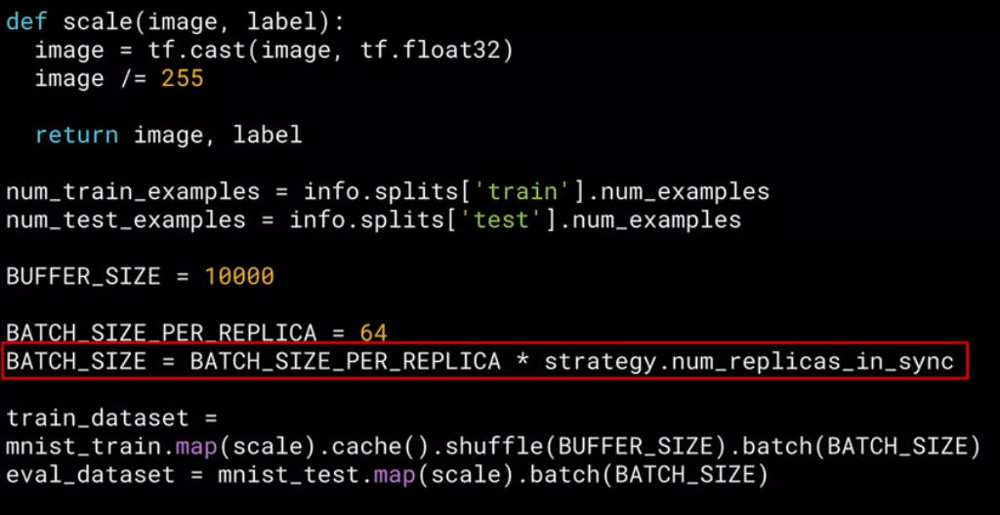 def scale(image, label):
  image = tf.cast(image, tf.float32)
  image /= 255

  return image, label

num_train_examples = info.splits['train'].num_examples
num_test_examples = info.splits['test'].num_examples

BUFFER_SIZE = 10000

BATCH_SIZE_PER_REPLICA = 64
BATCH_SIZE = BATCH_SIZE_PER_REPLICA * strategy.num_replicas_in_sync

train_dataset =
mnist_train.map(scale).cache().shuffle(BUFFER_SIZE).batch(BATCH_SIZE)
eval_dataset = mnist_test.map(scale).batch(BATCH_SIZE)